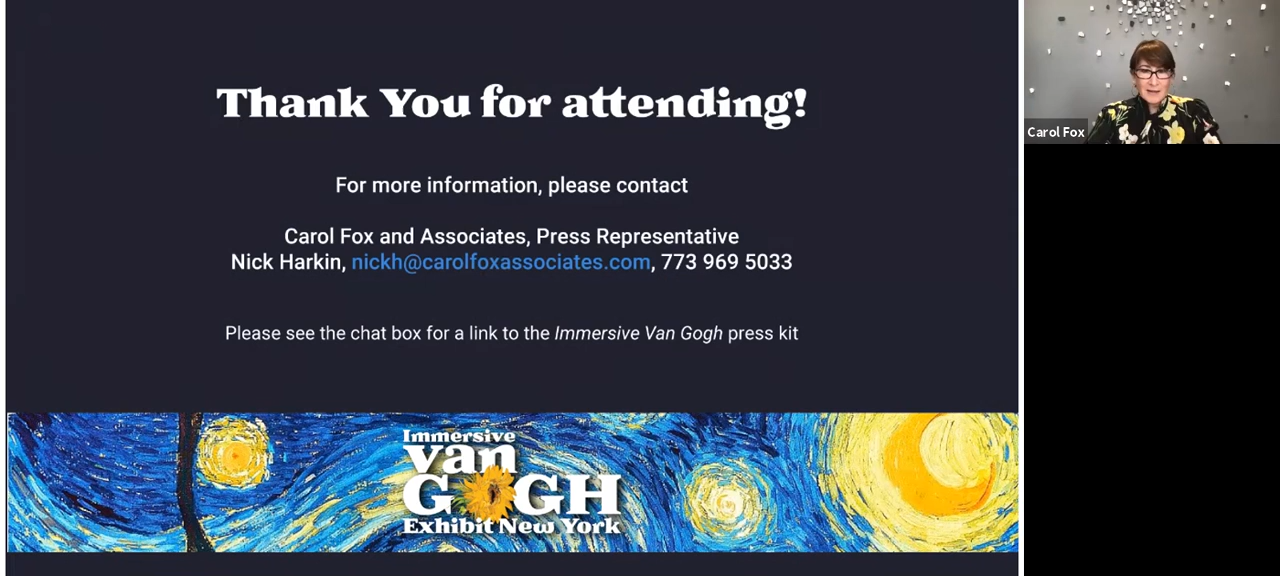 Thank You for attending!
For more information, please contact
Carol Fox and Associates, Press Representative
Nick Harkin, nickh@carolfoxassociates.com, 773 969 5033
Please see the chat box for a link to the Immersive Van Gogh press kit
Immersive
van
GOGH
Exhibit New York
Carol Fox